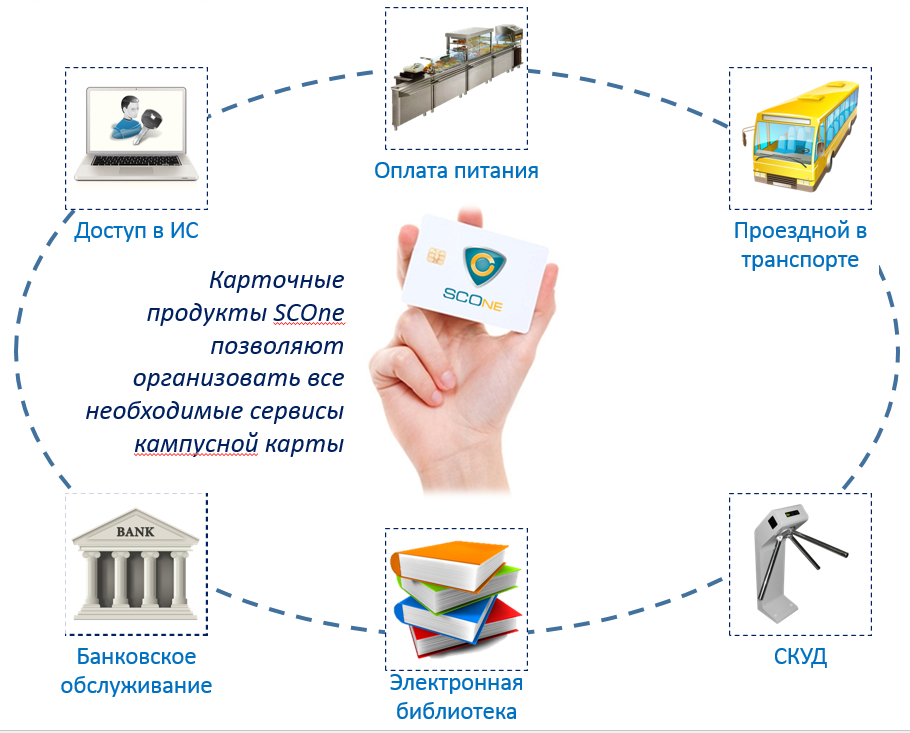 Оплата питания
Доступ в ИС
Проездной в
транспорте
SCOne
Карточные
продукты SCOne
позволяют
организовать все
необходимые сервисы
кампусной карты
BANK
Банковское
обслуживание
Электронная
библиотека
СКУД